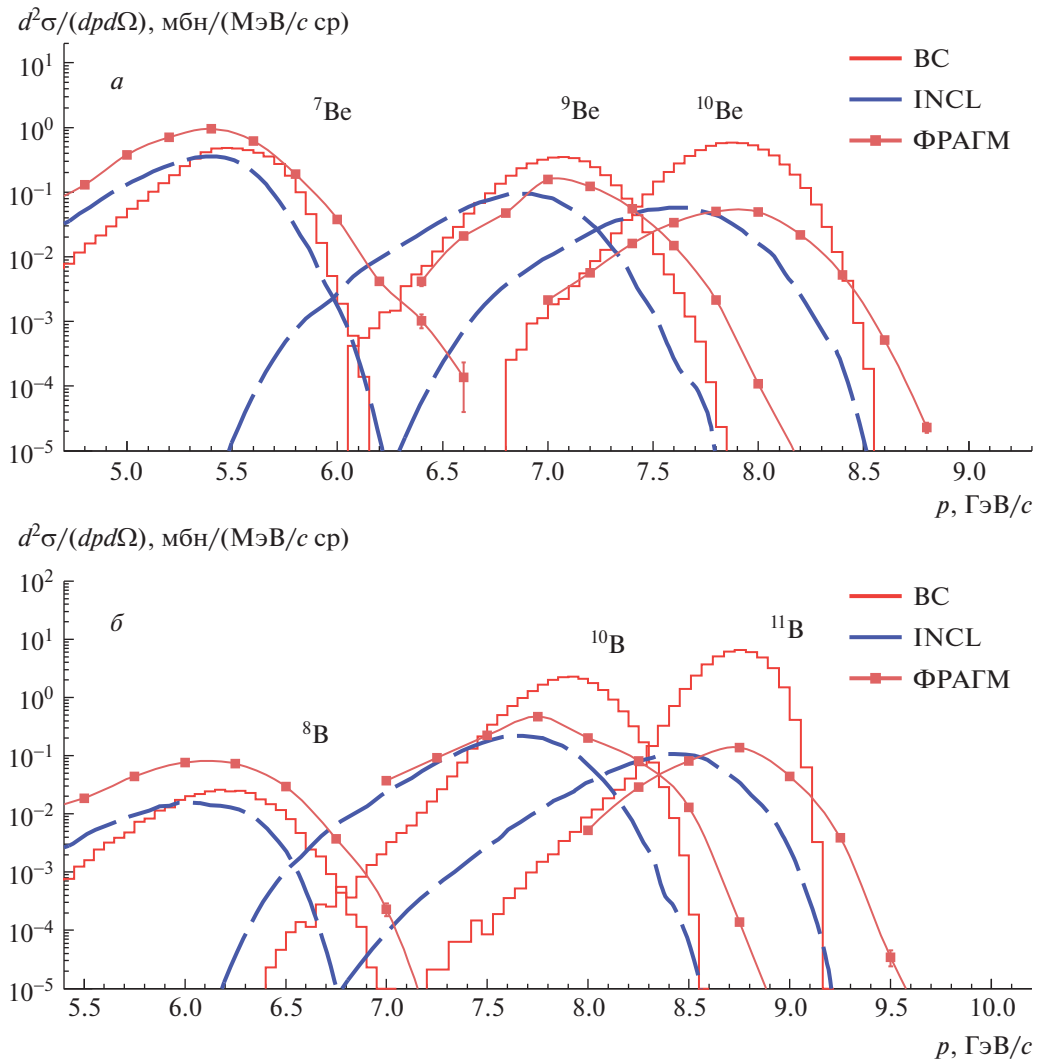 d²σ/(dpdΩ), мбн/(МэВ/c ср)
10¹
10⁰
10⁻¹
10⁻²
10⁻³
10⁻⁴
10⁻⁵
а
⁷Be
⁹Be
¹⁰Be
BC
INCL
ФРАГМ
5.0 5.5 6.0 6.5 7.0 7.5 8.0 8.5 9.0
p, ГэВ/c
d²σ/(dpdΩ), мбн/(МэВ/c ср)
10²
10¹
10⁰
10⁻¹
10⁻²
10⁻³
10⁻⁴
10⁻⁵
б
⁸B
¹⁰B
¹¹B
BC
INCL
ФРАГМ
5.5 6.0 6.5 7.0 7.5 8.0 8.5 9.0 9.5 10.0
p, ГэВ/c